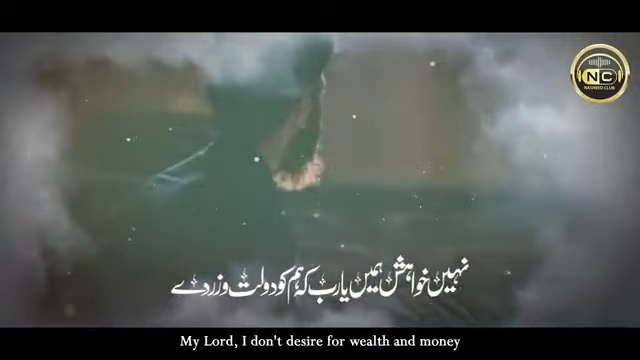 NC
NASHEED CLUB
نہیں خواہش ہمیں یارب کہ ہم کو دولت و زر دے
My Lord, I don't desire for wealth and money